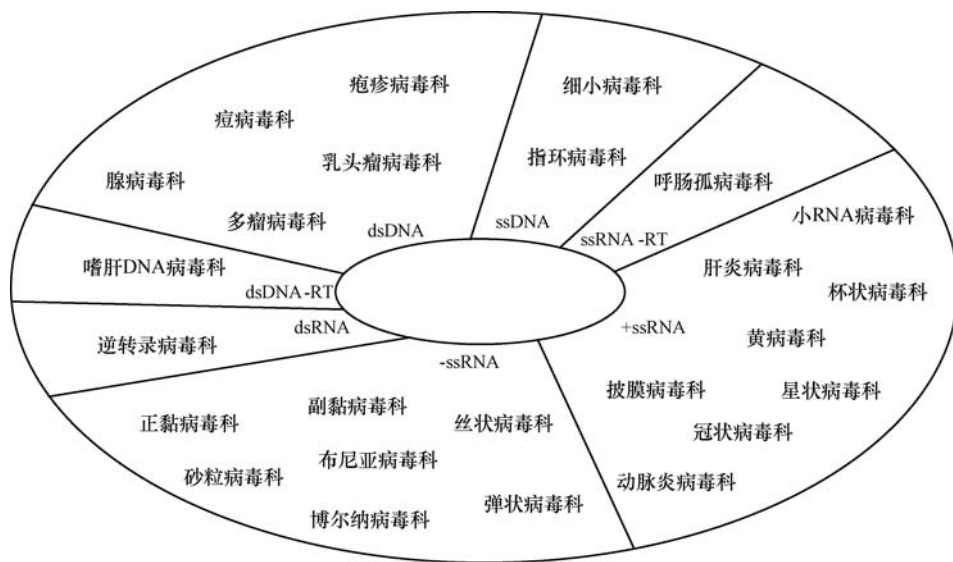 疱疹病毒科
痘病毒科
乳头瘤病毒科
腺病毒科
多瘤病毒科
dsDNA
细小病毒科
指环病毒科
ssDNA
呼肠孤病毒科
ssRNA -RT
小RNA病毒科
肝炎病毒科
杯状病毒科
+ssRNA
黄病毒科
披膜病毒科
星状病毒科
冠状病毒科
动脉炎病毒科
嗜肝DNA病毒科
dsDNA -RT
逆转录病毒科
dsRNA
-ssRNA
副黏病毒科
正黏病毒科
丝状病毒科
布尼亚病毒科
砂粒病毒科
弹状病毒科
博尔纳病毒科